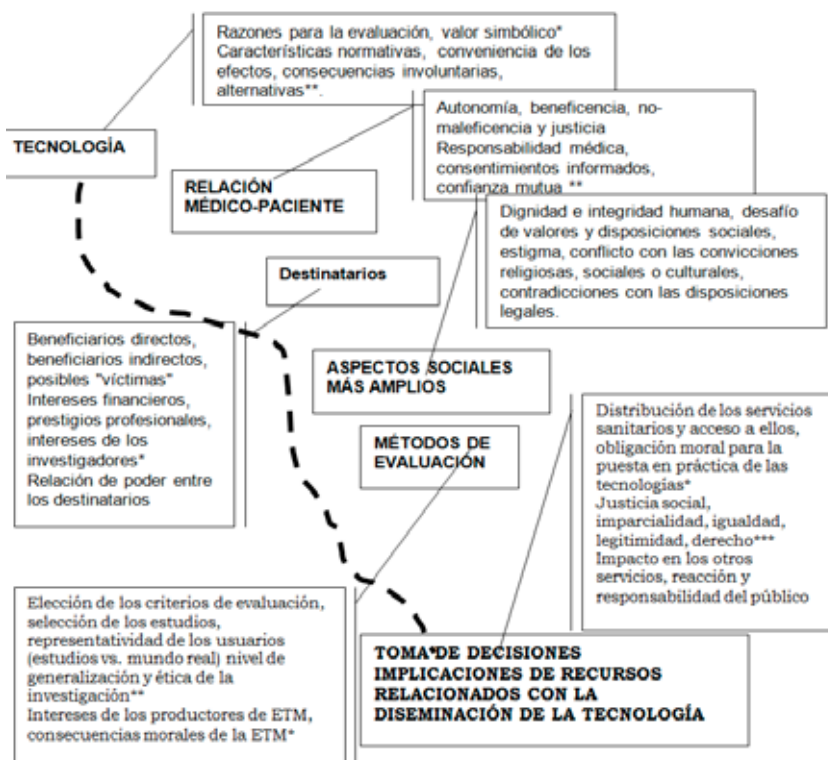 Razones para la evaluación, valor simbólico*
Características normativas, conveniencia de los
efectos, consecuencias involuntarias,
alternativas**.
TECNOLOGÍA
Autonomía, beneficencia, no-
maleficencia y justicia
Responsabilidad médica,
consentimientos informados,
confianza mutua **
RELACIÓN
MÉDICO-PACIENTE
Dignidad e integridad humana, desafío
de valores y disposiciones sociales,
estigma, conflicto con las convicciones
religiosas, sociales o culturales,
contradicciones con las disposiciones
legales.
Destinatarios
Beneficiarios directos,
beneficiarios indirectos,
posibles "víctimas"
Intereses financieros,
prestigios profesionales,
intereses de los
investigadores*
Relación de poder entre
los destinatarios
ASPECTOS SOCIALES
MÁS AMPLIOS
MÉTODOS DE
EVALUACIÓN
Distribución de los servicios
sanitarios y acceso a ellos,
obligación moral para la
puesta en práctica de las
tecnologías*
Justicia social,
imparcialidad, igualdad,
legitimidad, derecho***
Impacto en los otros
servicios, reacción y
responsabilidad del público
Elección de los criterios de evaluación,
selección de los estudios,
representatividad de los usuarios
(estudios vs. mundo real) nivel de
generalización y ética de la
investigación**
Intereses de los productores de ETM,
consecuencias morales de la ETM*
TOMA*DE DECISIONES
IMPLICACIONES DE RECURSOS
RELACIONADOS CON LA
DISEMINACIÓN DE LA TECNOLOGÍA